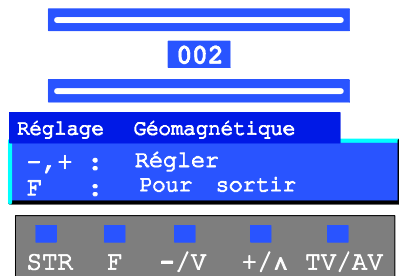 002
Réglage Géomagnétique
-,+ : Régler
F : Pour sortir
STR F -/V +/Λ TV/AV